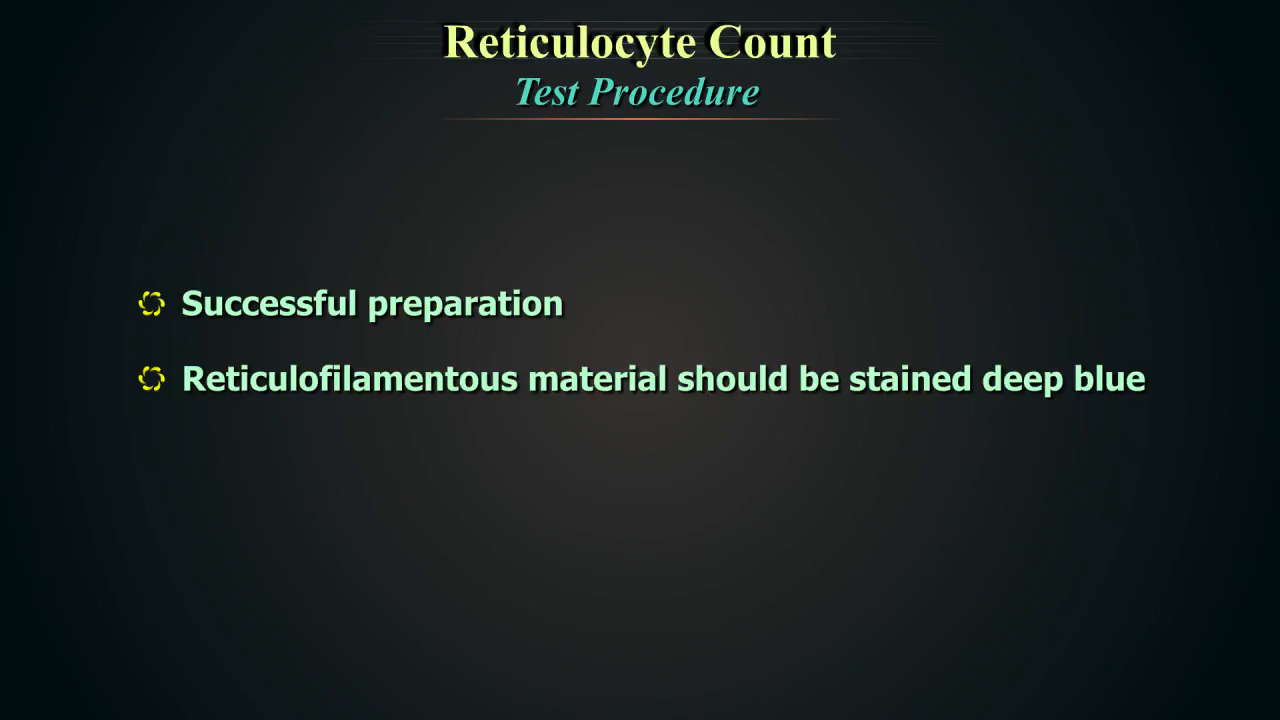 Reticulocyte Count
Test Procedure
Successful preparation
Reticulofilamentous material should be stained deep blue